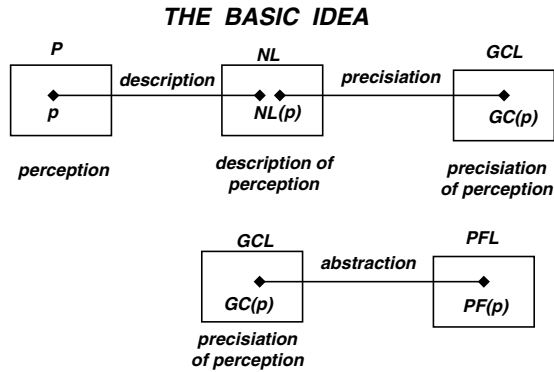 THE BASIC IDEA
P
NL
GCL
description
precisiation
p
NL(p)
GC(p)
perception
description of
perception
precisiation
of perception
GCL
PFL
abstraction
GC(p)
PF(p)
precisiation
of perception